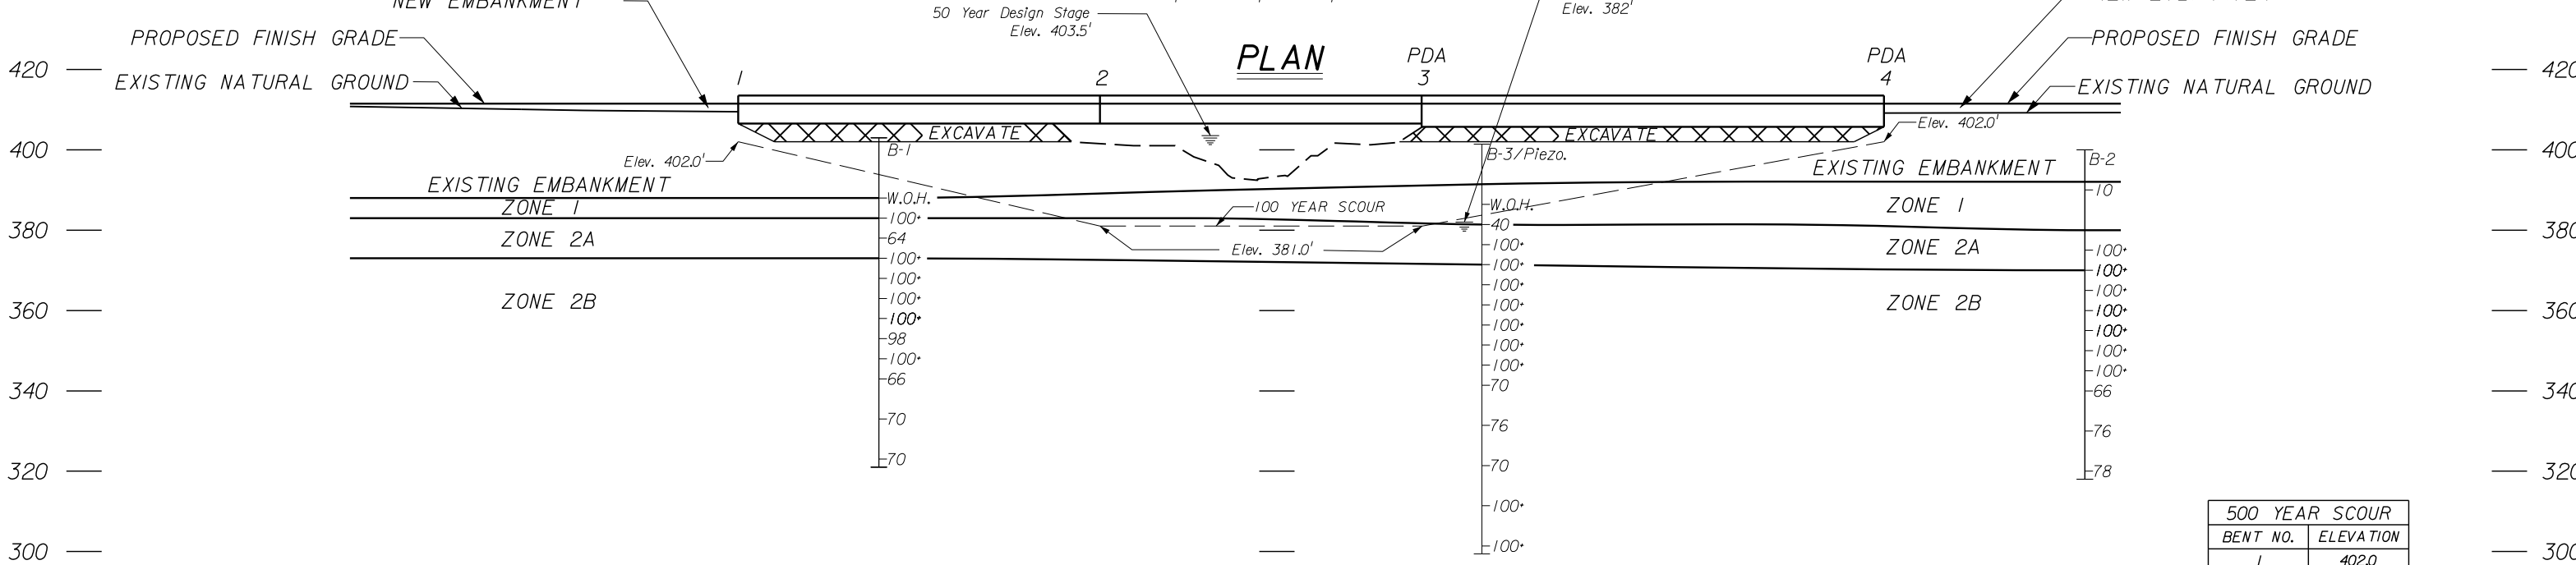 NEW EMBANKMENT
50 Year Design Stage
Elev. 403.5'
Elev. 382'
PROPOSED FINISH GRADE
PLAN
PDA
PDA
PROPOSED FINISH GRADE
420
EXISTING NATURAL GROUND
1
2
3
4
EXISTING NATURAL GROUND
420
EXCAVATE
EXCAVATE
Elev. 402.0'
400
Elev. 402.0'
B-1
B-3/Piezo.
B-2
400
EXISTING EMBANKMENT
EXISTING EMBANKMENT
10
ZONE 1
W.O.H.
100 YEAR SCOUR
W.O.H.
ZONE 1
100+
40
380
ZONE 2A
64
Elev. 381.0'
100+
ZONE 2A
100+
380
100+
100+
100+
100+
100+
100+
ZONE 2B
100+
100+
ZONE 2B
360
100+
100+
100+
360
98
100+
100+
100+
100+
100+
100+
66
70
66
340
340
70
76
76
70
70
78
320
320
100+
500 YEAR SCOUR
BENT NO.
ELEVATION
300
100+
300
1
402.0